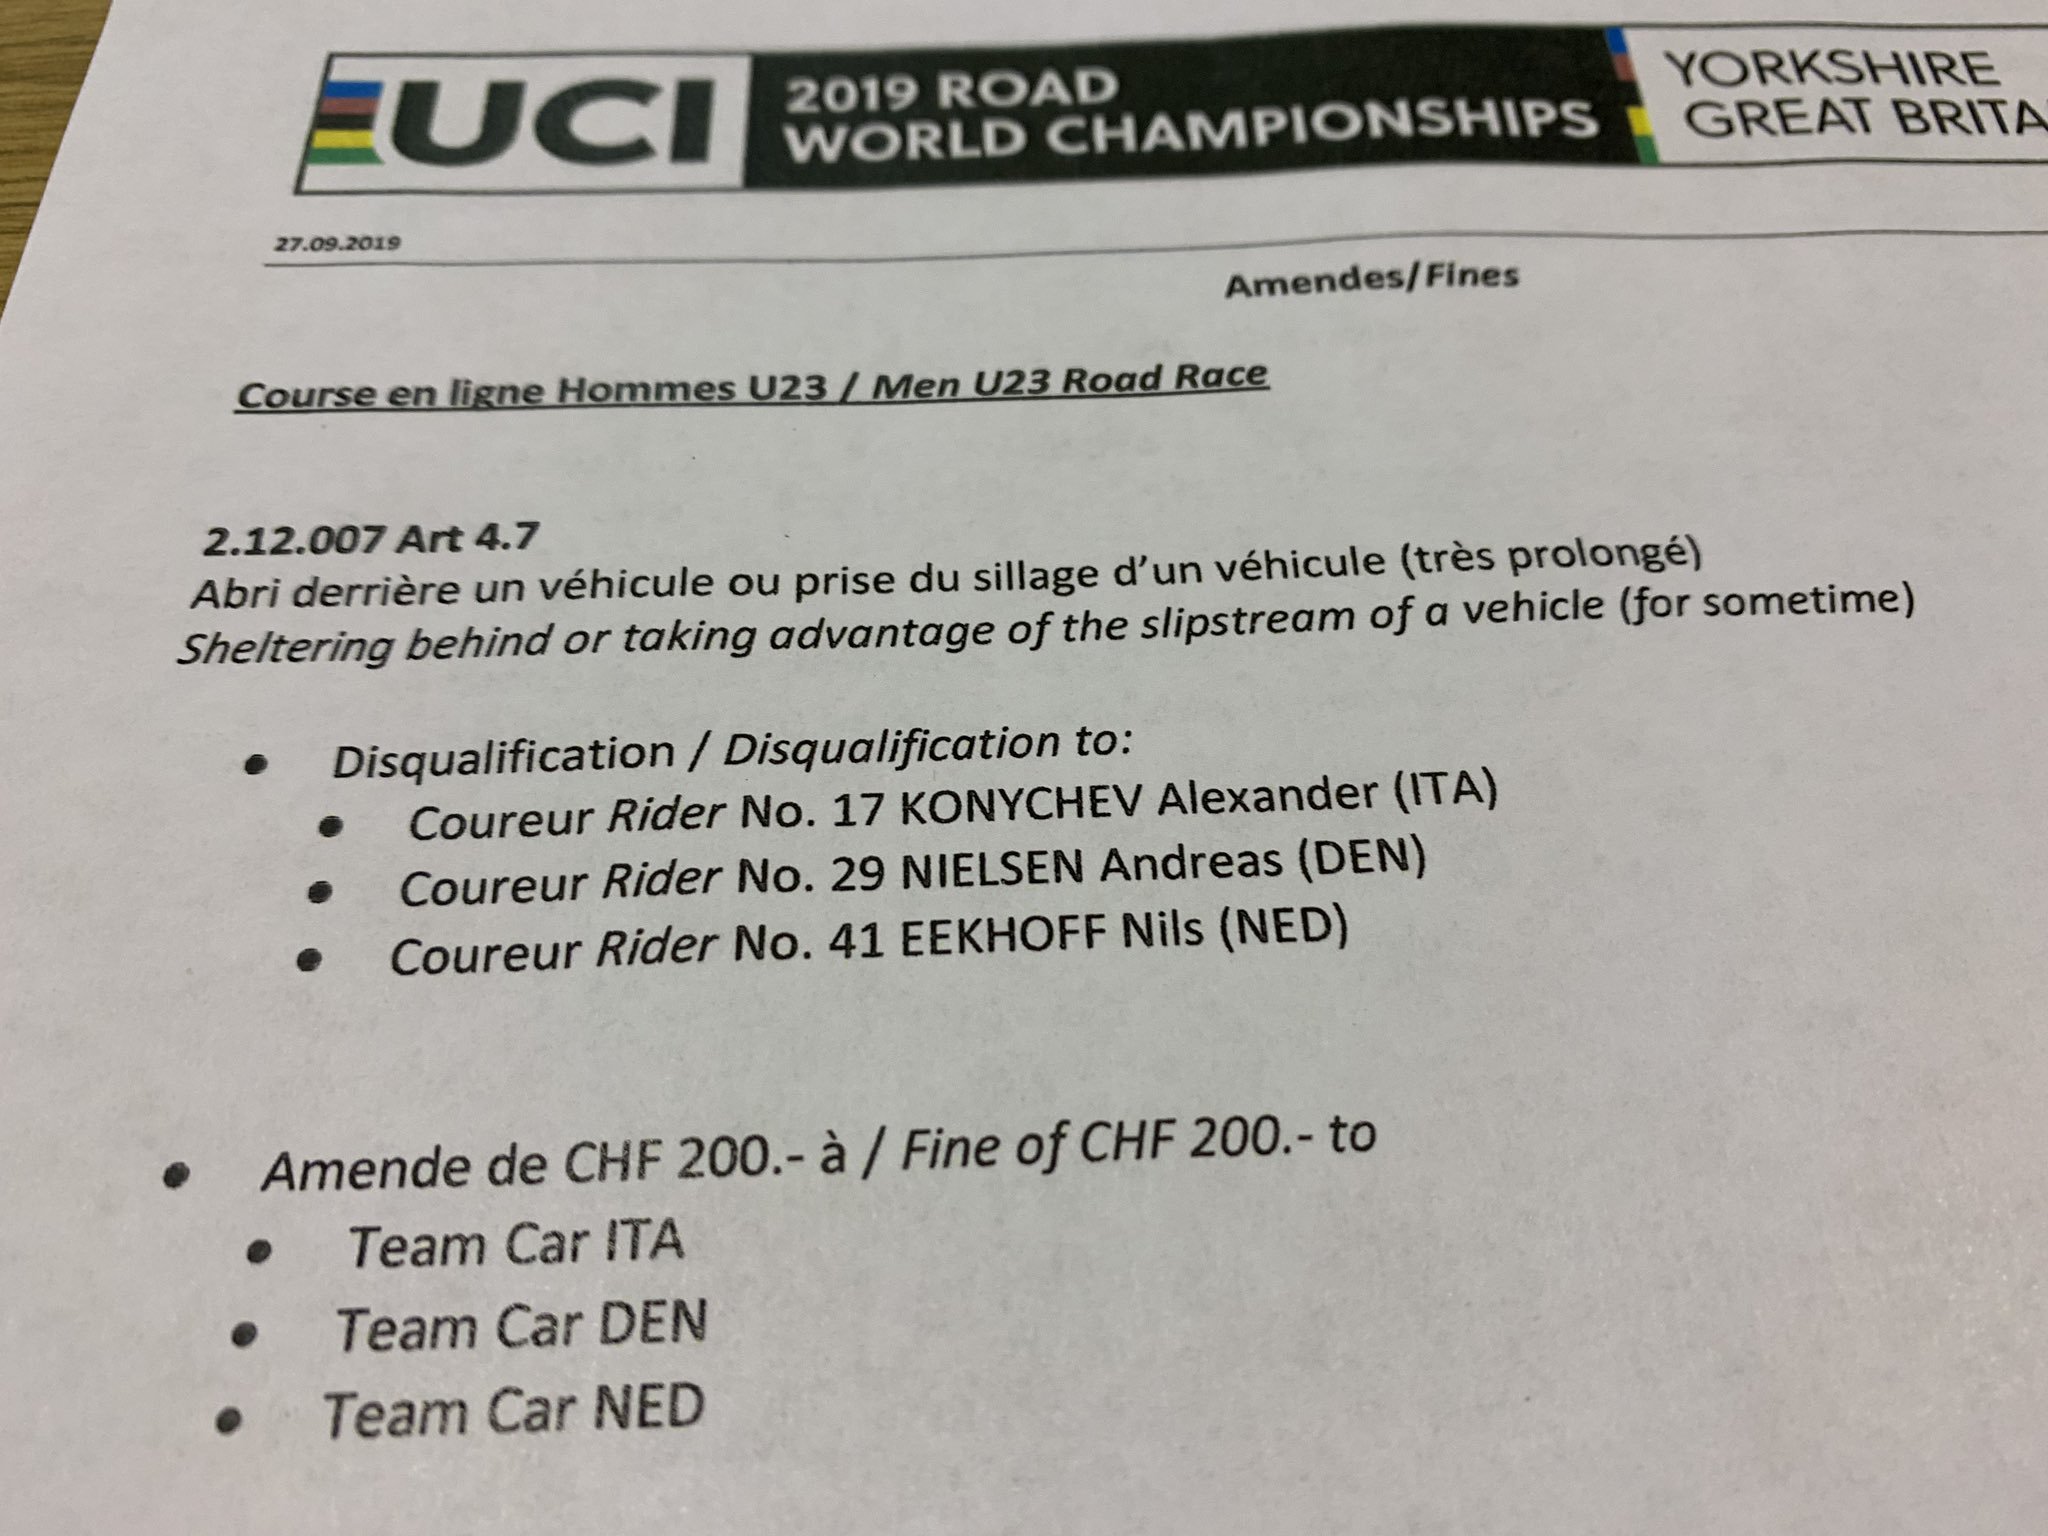 UCI
2019 ROAD
WORLD CHAMPIONSHIPS
YORKSHIRE
GREAT
27.09.2019
Amendes/Fines
Course en ligne Hommes U23 / Men U23 Road Race
2.12.007 Art 4.7
Abri derrière un véhicule ou prise du sillage d'un véhicule (très prolongé)
Sheltering behind or taking advantage of the slipstream of a vehicle (for sometime)
• Disqualification / Disqualification to:
• Coureur Rider No. 17 KONYCHEV Alexander (ITA)
• Coureur Rider No. 29 NIELSEN Andreas (DEN)
• Coureur Rider No. 41 EEKHOFF Nils (NED)
• Amende de CHF 200.- à / Fine of CHF 200.- to
• Team Car ITA
• Team Car DEN
• Team Car NED